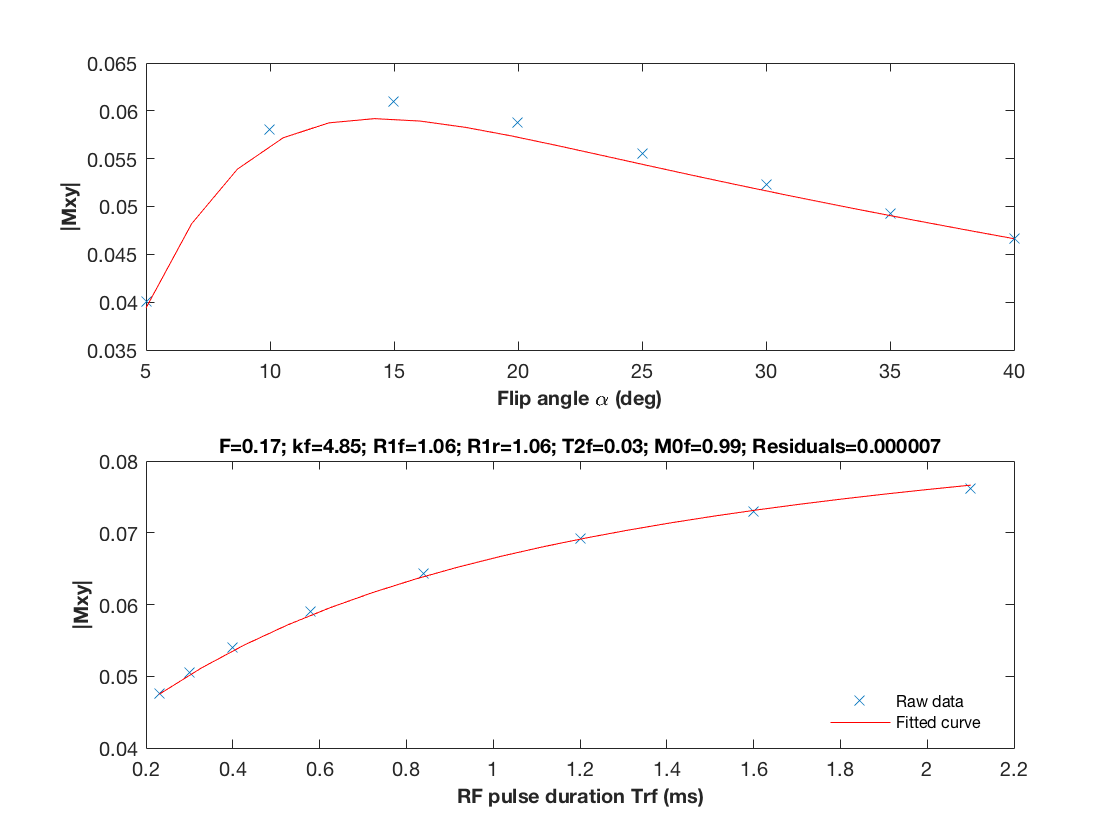 0.065
0.06
0.055
0.05
0.045
0.04
0.035
|Mxy|
5 10 15 20 25 30 35 40
Flip angle α (deg)
F=0.17; kf=4.85; R1f=1.06; R1r=1.06; T2f=0.03; M0f=0.99; Residuals=0.000007
0.08
0.07
0.06
0.05
0.04
|Mxy|
Raw data
Fitted curve
0.2 0.4 0.6 0.8 1 1.2 1.4 1.6 1.8 2 2.2
RF pulse duration Trf (ms)